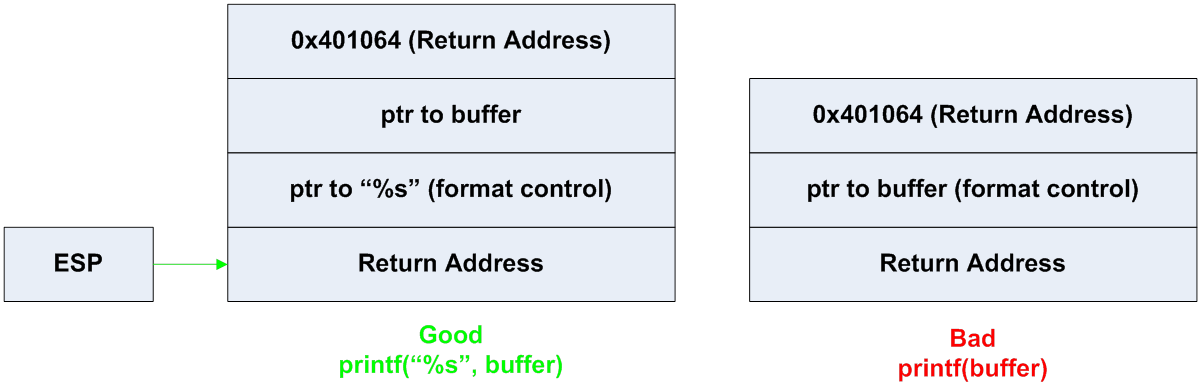 0x401064 (Return Address)
ptr to buffer
0x401064 (Return Address)
ptr to “%s” (format control)
ptr to buffer (format control)
ESP
Return Address
Return Address
Good
printf(“%s”, buffer)
Bad
printf(buffer)